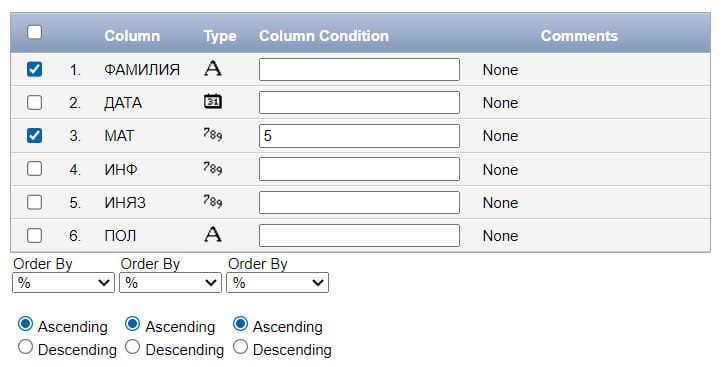 Column Type Column Condition Comments
1. ФАМИЛИЯ A None
2. ДАТА 31 None
3. МАТ 789 5 None
4. ИНФ 789 None
5. ИНЯЗ 789 None
6. ПОЛ A None
Order By Order By Order By
% % %
Ascending Ascending Ascending
Descending Descending Descending